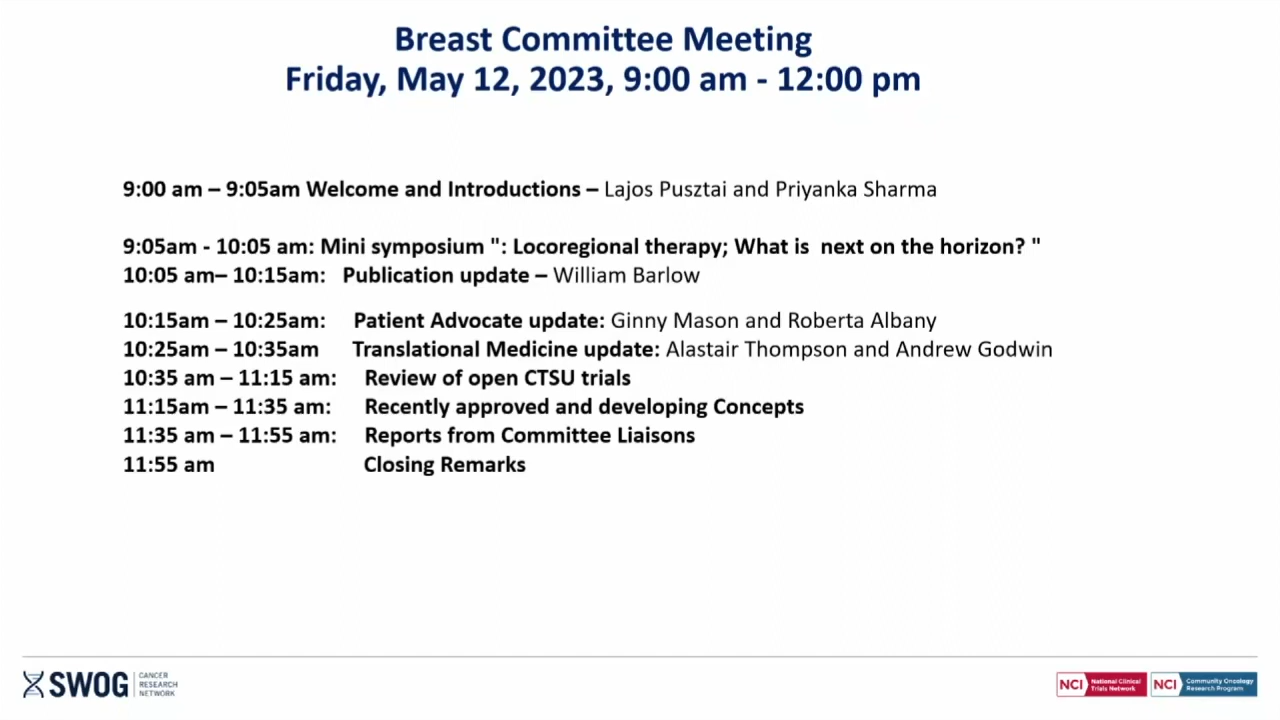 Breast Committee Meeting
Friday, May 12, 2023, 9:00 am - 12:00 pm
9:00 am – 9:05am Welcome and Introductions – Lajos Pusztai and Priyanka Sharma
9:05am - 10:05 am: Mini symposium ": Locoregional therapy; What is  next on the horizon? "
10:05 am– 10:15am: Publication update – William Barlow
10:15am – 10:25am: Patient Advocate update: Ginny Mason and Roberta Albany
10:25am – 10:35am Translational Medicine update: Alastair Thompson and Andrew Godwin
10:35 am – 11:15 am: Review of open CTSU trials
11:15am – 11:35 am: Recently approved and developing Concepts
11:35 am – 11:55 am: Reports from Committee Liaisons
11:55 am Closing Remarks
SWOG
CANCER
RESEARCH
NETWORK
NCI
National Clinical
Trials Network
NCI
Community Oncology
Research Program